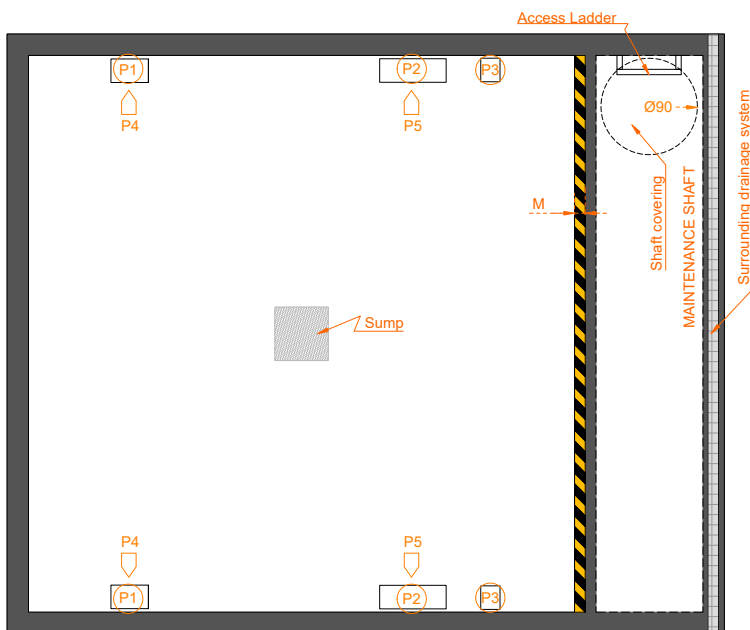 Access Ladder
P1
P2
P3
P4
P5
Ø90
M
Shaft covering
MAINTENANCE SHAFT
Surrounding drainage system
Sump
P4
P5
P1
P2
P3